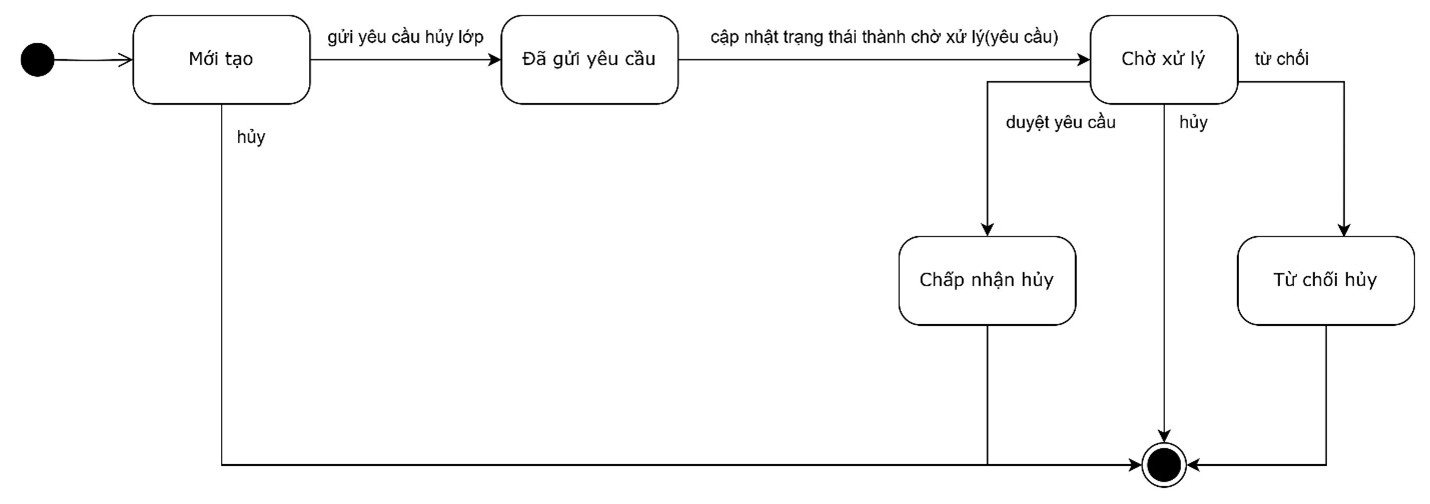 Mới tạo
gửi yêu cầu hủy lớp
Đã gửi yêu cầu
cập nhật trạng thái thành chờ xử lý(yêu cầu)
Chờ xử lý
từ chối
hủy
duyệt yêu cầu
hủy
Chấp nhận hủy
Từ chối hủy